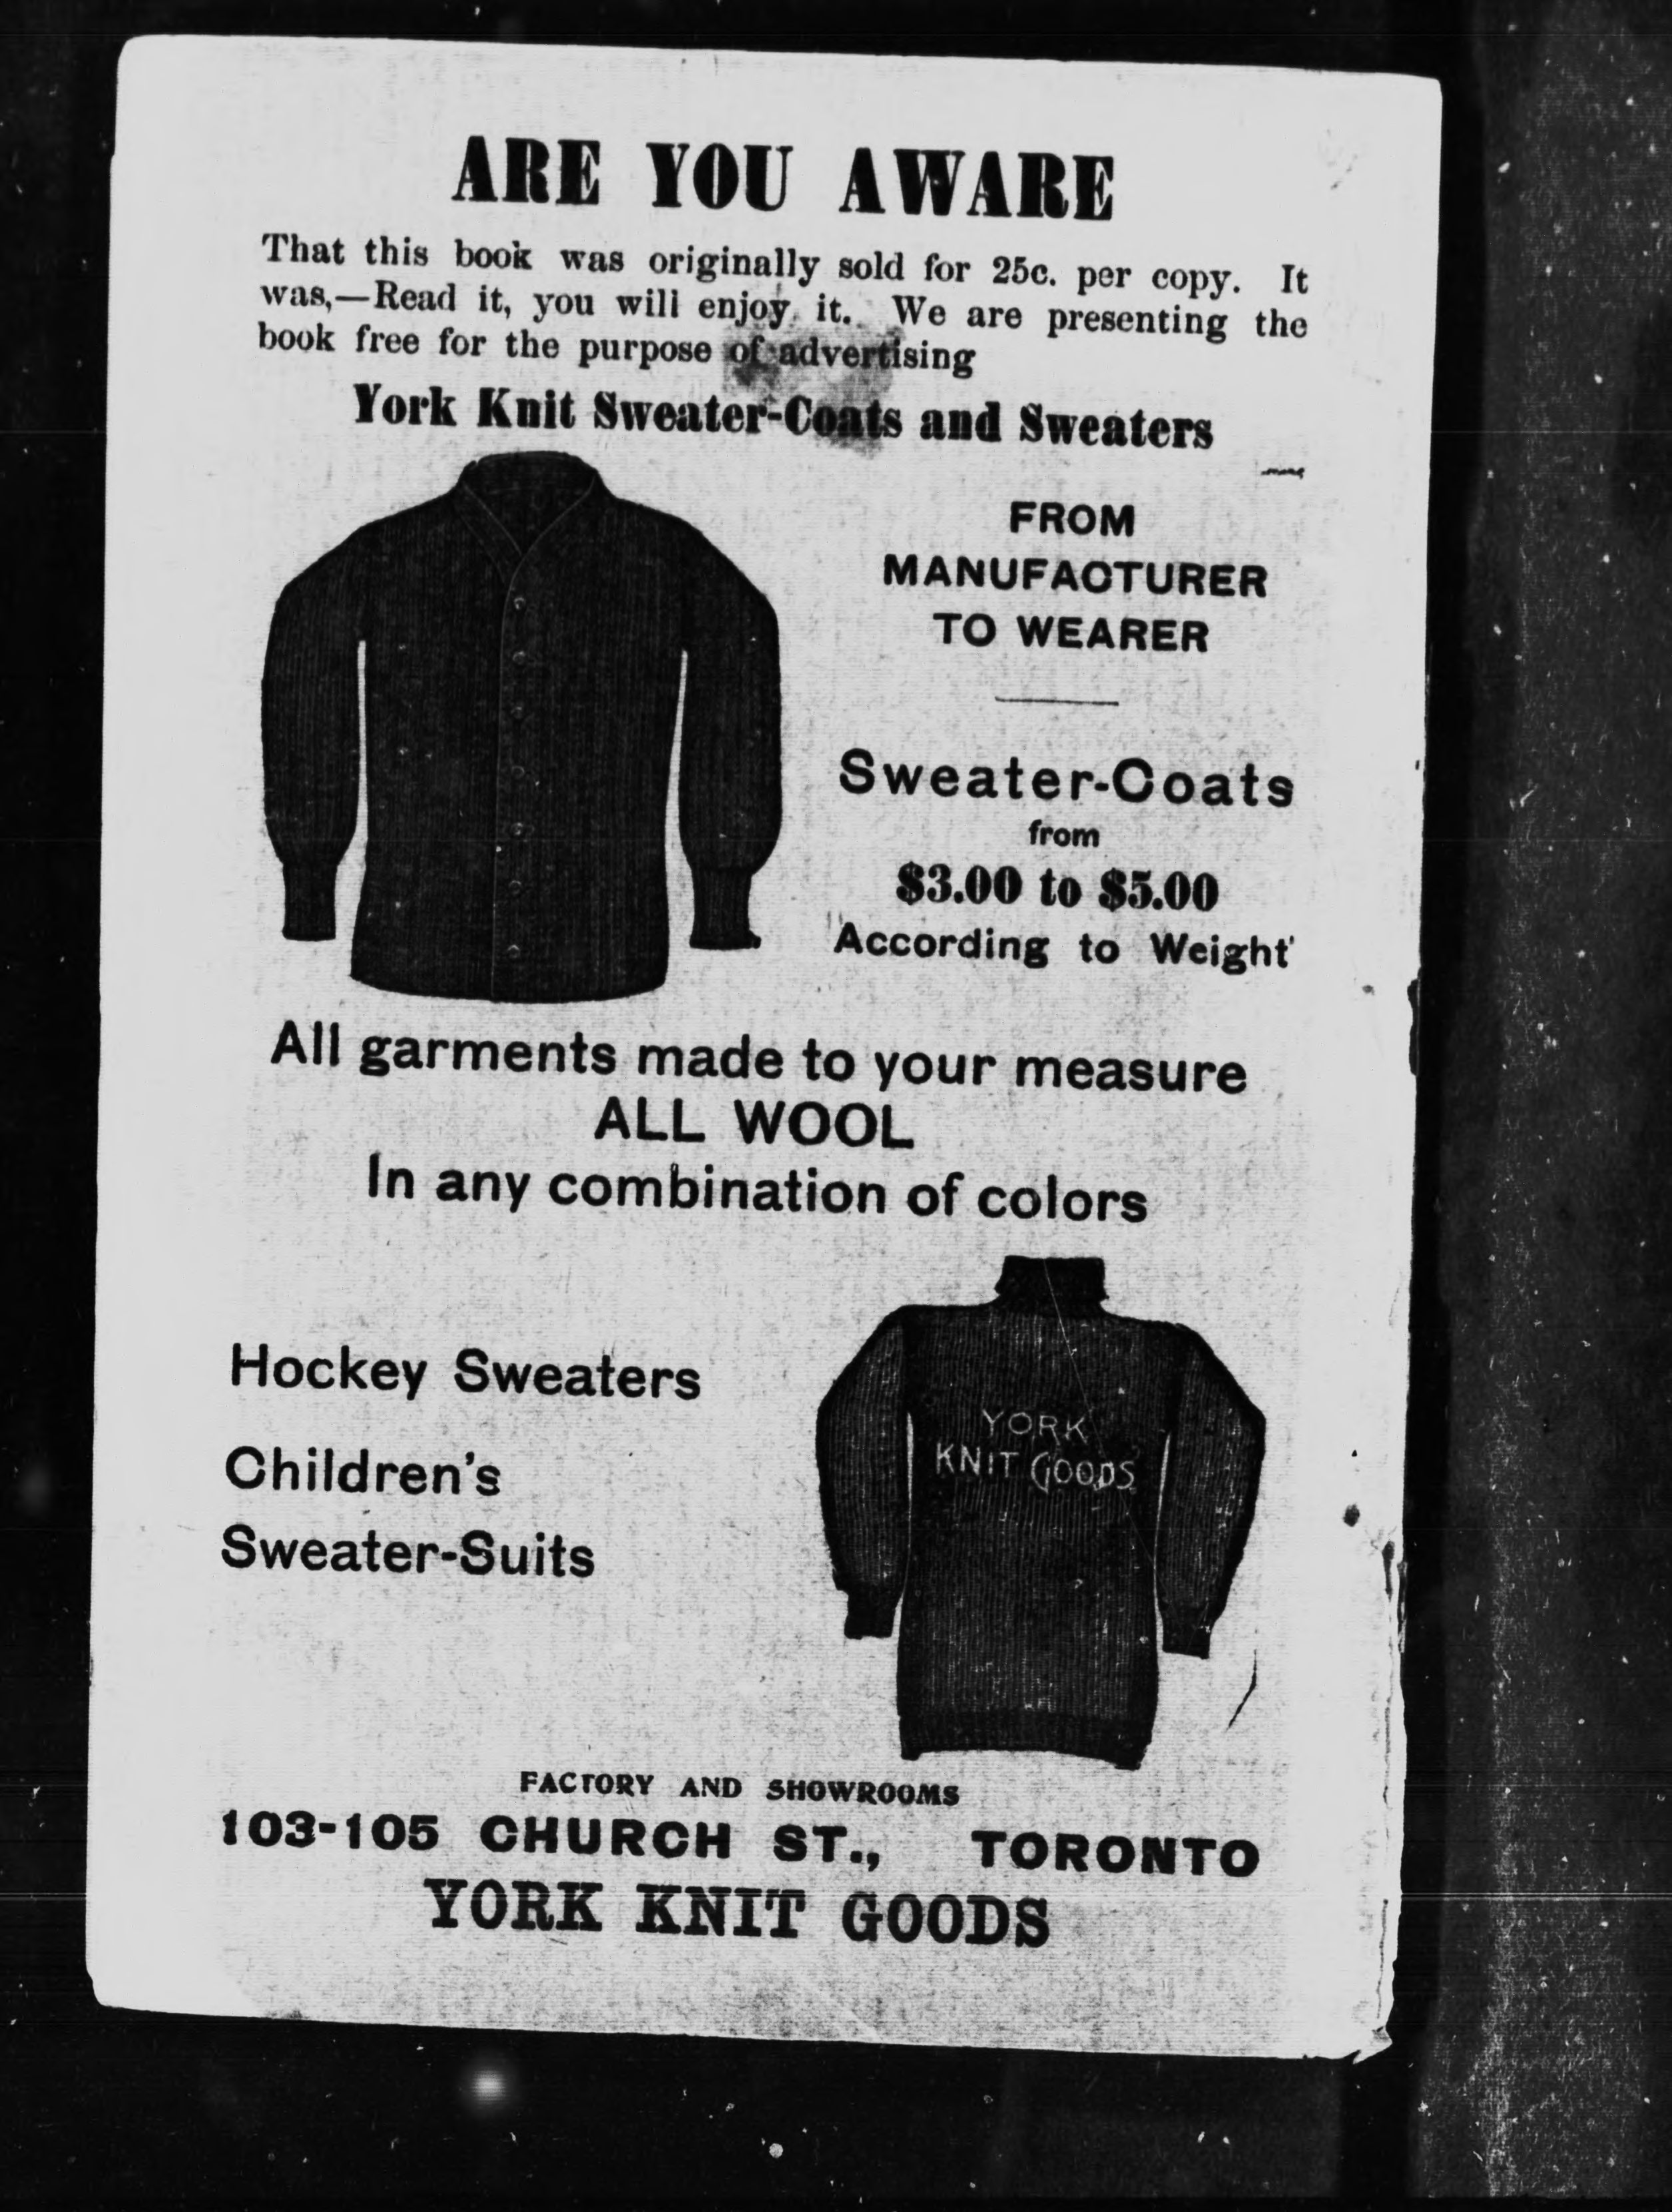 ARE YOU AWARE
That this book was originally sold for 25c. per copy. It
was,—Read it, you will enjoy it. We are presenting the
book free for the purpose of advertising
York Knit Sweater-Coats and Sweaters
FROM
MANUFACTURER
TO WEARER
Sweater-Coats
from
$3.00 to $5.00
According to Weight
All garments made to your measure
ALL WOOL
In any combination of colors
Hockey Sweaters
Children's
Sweater-Suits
YORK
KNIT GOODS
FACTORY AND SHOWROOMS
103-105 CHURCH ST., TORONTO
YORK KNIT GOODS